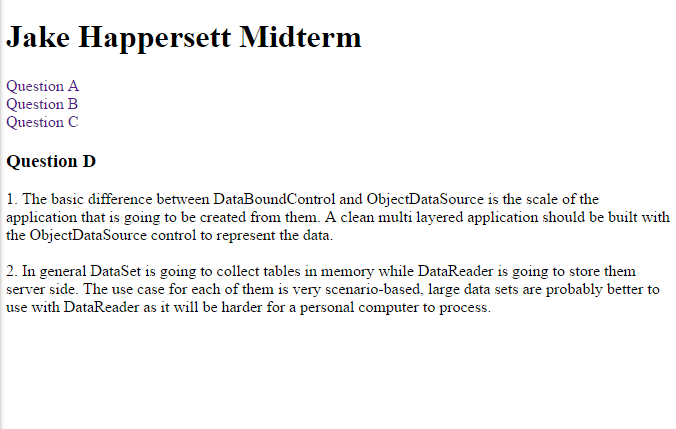 Jake Happersett Midterm
Question A
Question B
Question C
Question D
1. The basic difference between DataBoundControl and ObjectDataSource is the scale of the
application that is going to be created from them. A clean multi layered application should be built with
the ObjectDataSource control to represent the data.
2. In general DataSet is going to collect tables in memory while DataReader is going to store them
server side. The use case for each of them is very scenario-based, large data sets are probably better to
use with DataReader as it will be harder for a personal computer to process.